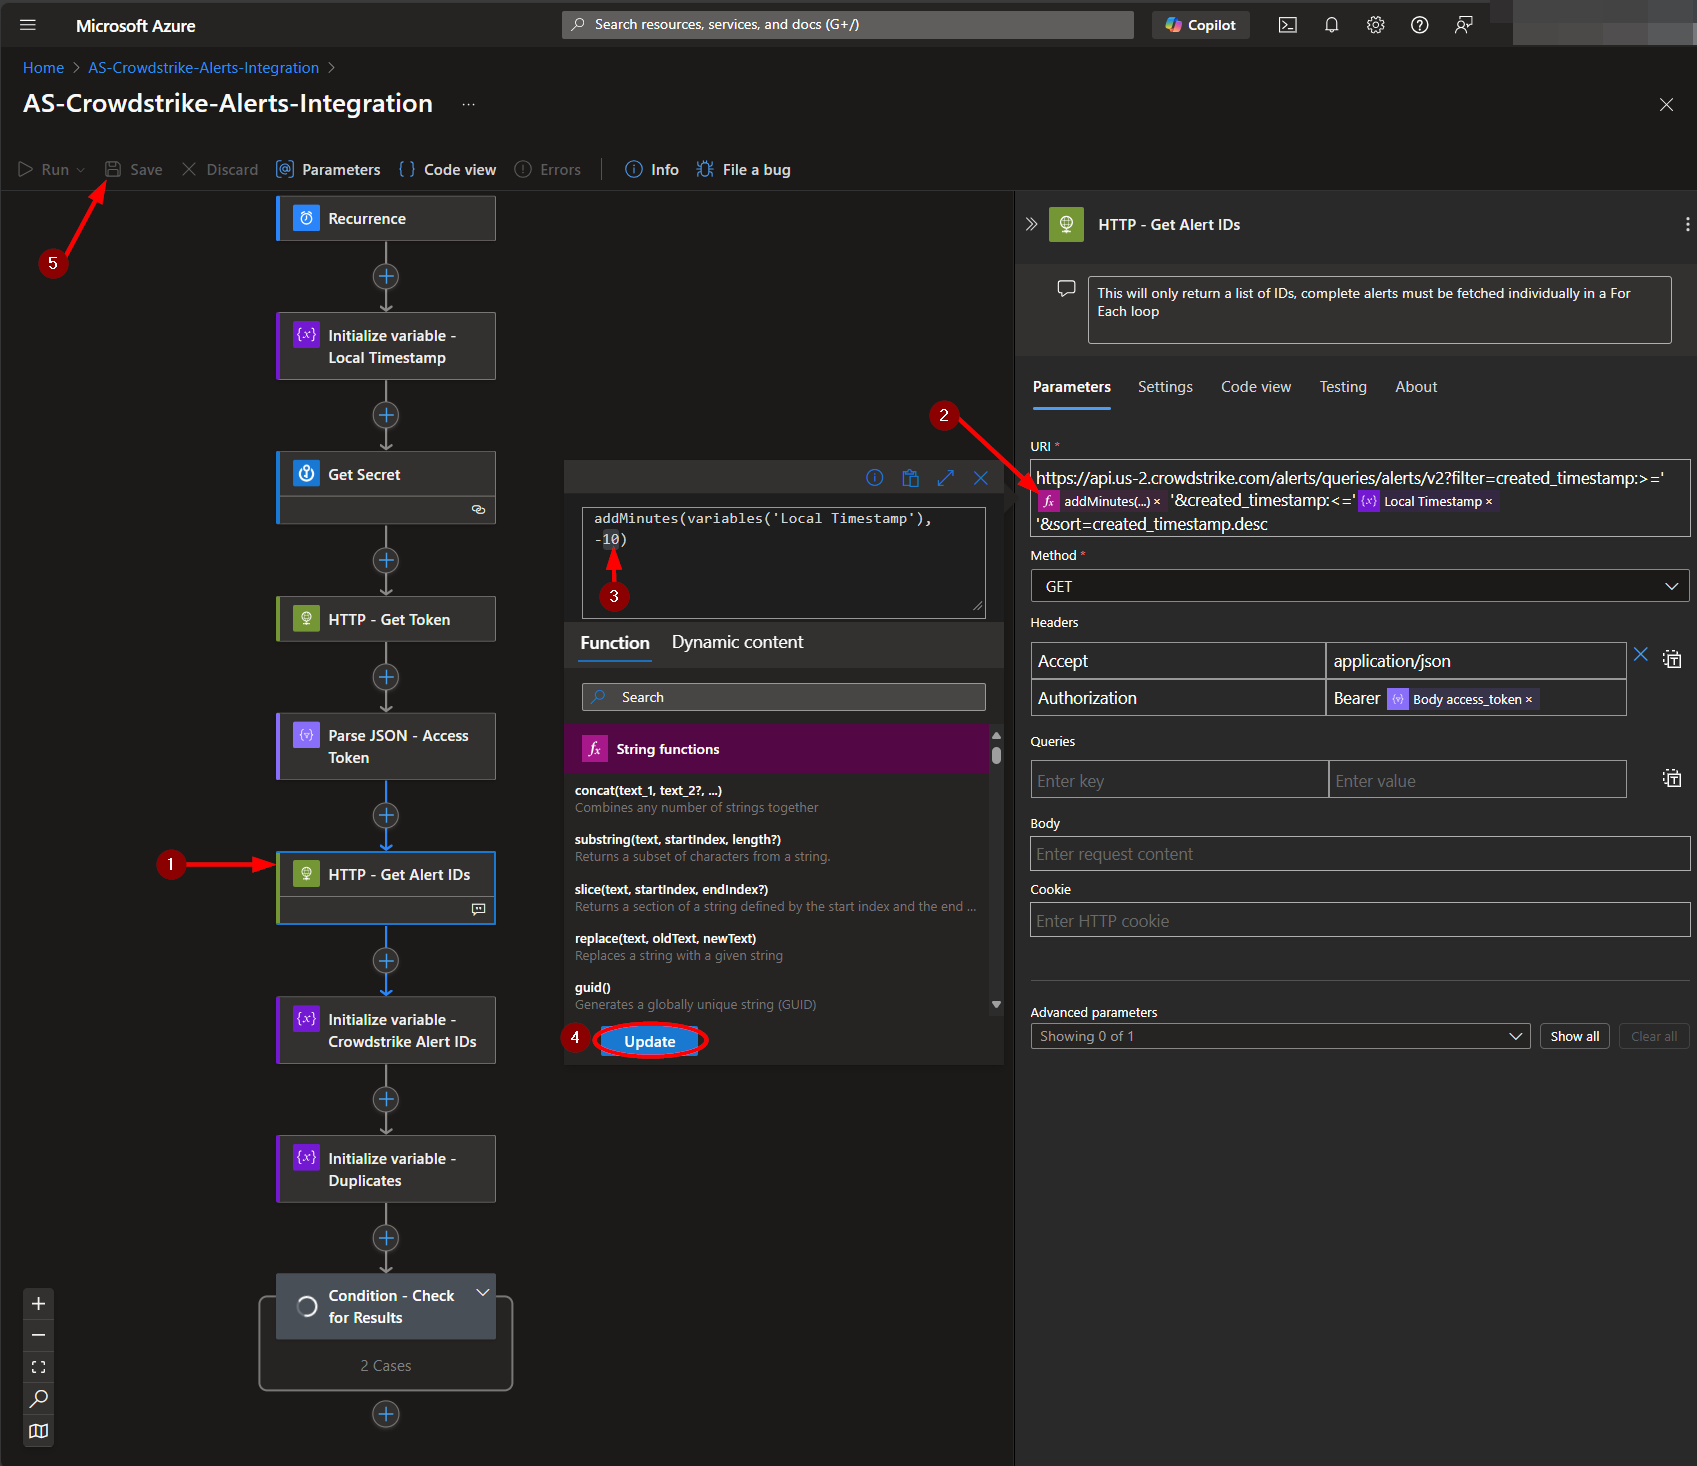 Microsoft Azure
Search resources, services, and docs (G+/)
Copilot
Home > AS-Crowdstrike-Alerts-Integration >
AS-Crowdstrike-Alerts-Integration ...
Run
Save
Discard
Parameters
Code view
Errors
Info
File a bug
5
Recurrence
Initialize variable -
Local Timestamp
Get Secret
HTTP - Get Token
Parse JSON - Access
Token
1
HTTP - Get Alert IDs
Initialize variable -
Crowdstrike Alert IDs
Initialize variable -
Duplicates
Condition - Check
for Results
2 Cases
addMinutes(variables('Local Timestamp'),
-10)
3
Function
Dynamic content
Search
String functions
concat(text_1, text_2?, ...)
Combines any number of strings together
substring(text, startIndex, length?)
Returns a subset of characters from a string.
slice(text, startIndex, endIndex?)
Returns a section of a string defined by the start index and the end ...
replace(text, oldText, newText)
Replaces a string with a given string
guid()
Generates a globally unique string (GUID)
4
Update
HTTP - Get Alert IDs
This will only return a list of IDs, complete alerts must be fetched individually in a For
Each loop
Parameters
Settings
Code view
Testing
About
2
URI *
https://api.us-2.crowdstrike.com/alerts/queries/alerts/v2?filter=created_timestamp:>='
fx addMinutes(...) × '&created_timestamp:<=' {x} Local Timestamp ×
'&sort=created_timestamp.desc
Method *
GET
Headers
Accept
application/json
Authorization
Bearer Body access_token ×
Queries
Enter key
Enter value
Body
Enter request content
Cookie
Enter HTTP cookie
Advanced parameters
Showing 0 of 1
Show all
Clear all